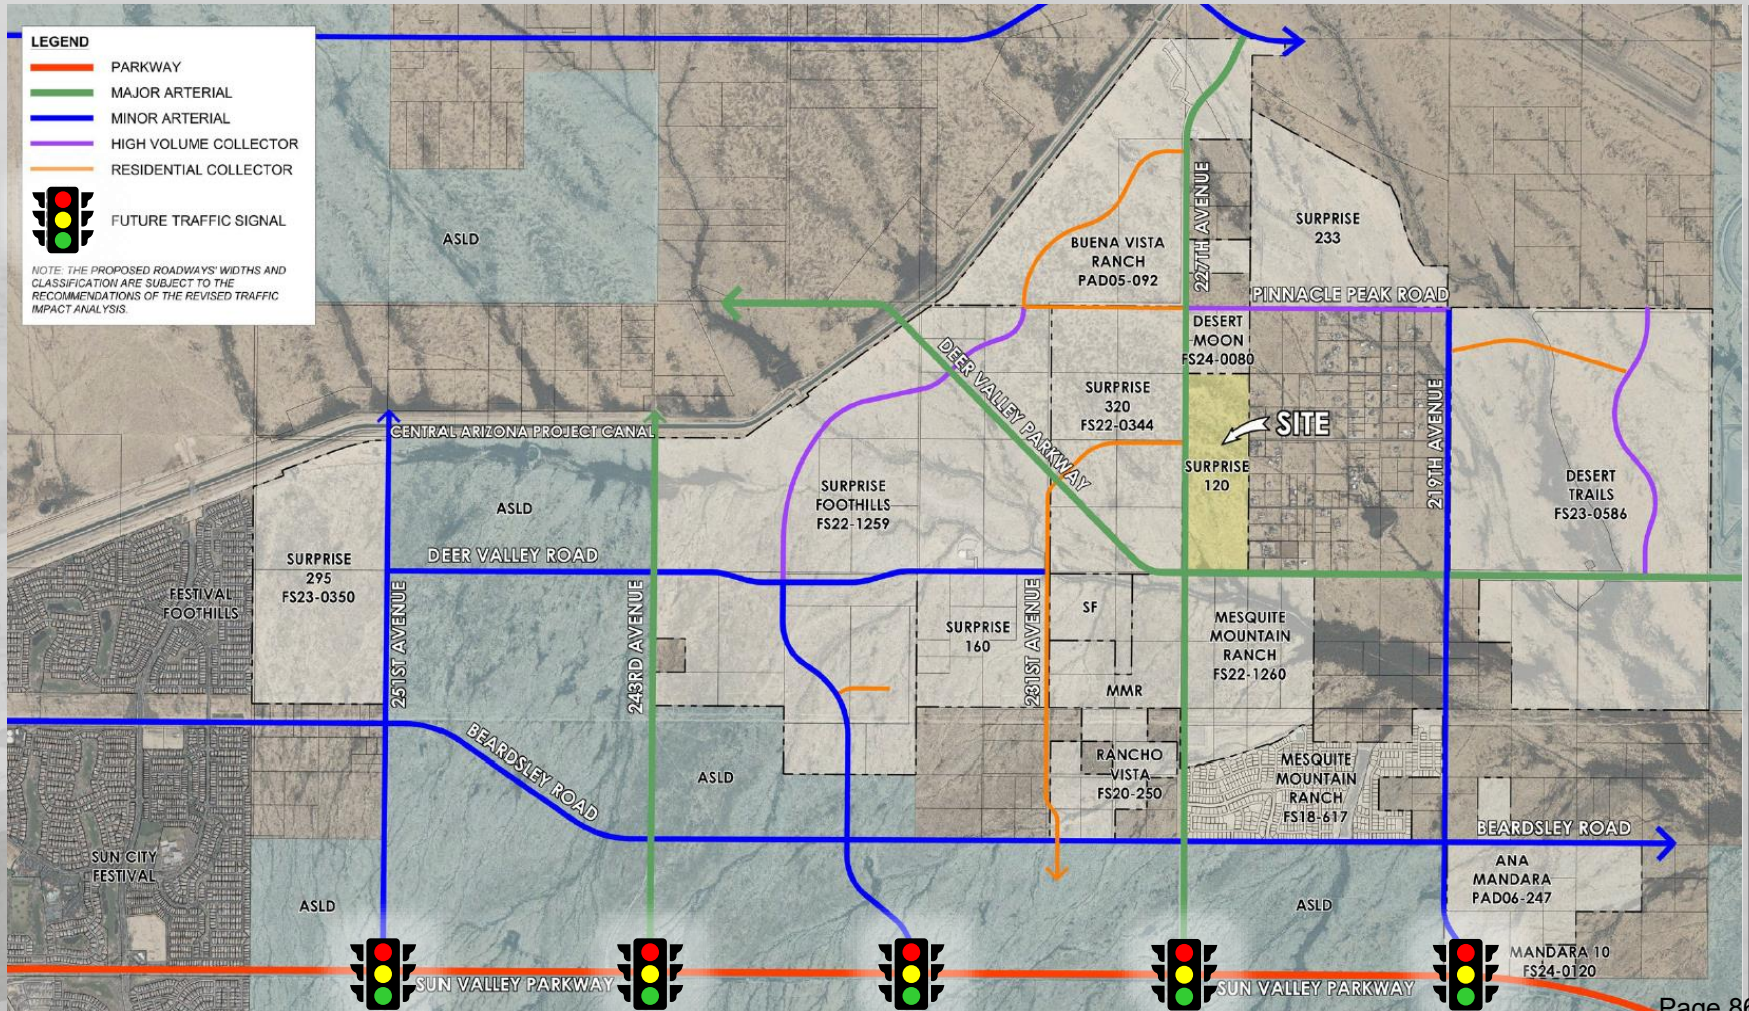 LEGEND
PARKWAY
MAJOR ARTERIAL
MINOR ARTERIAL
HIGH VOLUME COLLECTOR
RESIDENTIAL COLLECTOR
FUTURE TRAFFIC SIGNAL
NOTE: THE PROPOSED ROADWAYS' WIDTHS AND
CLASSIFICATION ARE SUBJECT TO THE
RECOMMENDATIONS OF THE REVISED TRAFFIC
IMPACT ANALYSIS.
ASLD
BUENA VISTA
RANCH
PAD05-092
227TH AVENUE
SURPRISE
233
PINNACLE PEAK ROAD
DESERT
MOON
FS24-0080
DEER VALLEY PARKWAY
SURPRISE
320
FS22-0344
SITE
SURPRISE
120
219TH AVENUE
DESERT
TRAILS
FS23-0586
CENTRAL ARIZONA PROJECT CANAL
ASLD
SURPRISE
FOOTHILLS
FS22-1259
DEER VALLEY ROAD
SURPRISE
295
FS23-0350
FESTIVAL
FOOTHILLS
251ST AVENUE
243RD AVENUE
SURPRISE
160
231ST AVENUE
SF
MMR
MESQUITE
MOUNTAIN
RANCH
FS22-1260
BEARDSLEY ROAD
ASLD
RANCHO
VISTA
FS20-250
MESQUITE
MOUNTAIN
RANCH
FS18-617
BEARDSLEY ROAD
SUN CITY
FESTIVAL
ASLD
ASLD
ANA
MANDARA
PAD06-247
MANDARA 10
FS24-0120
SUN VALLEY PARKWAY
SUN VALLEY PARKWAY
Page 86